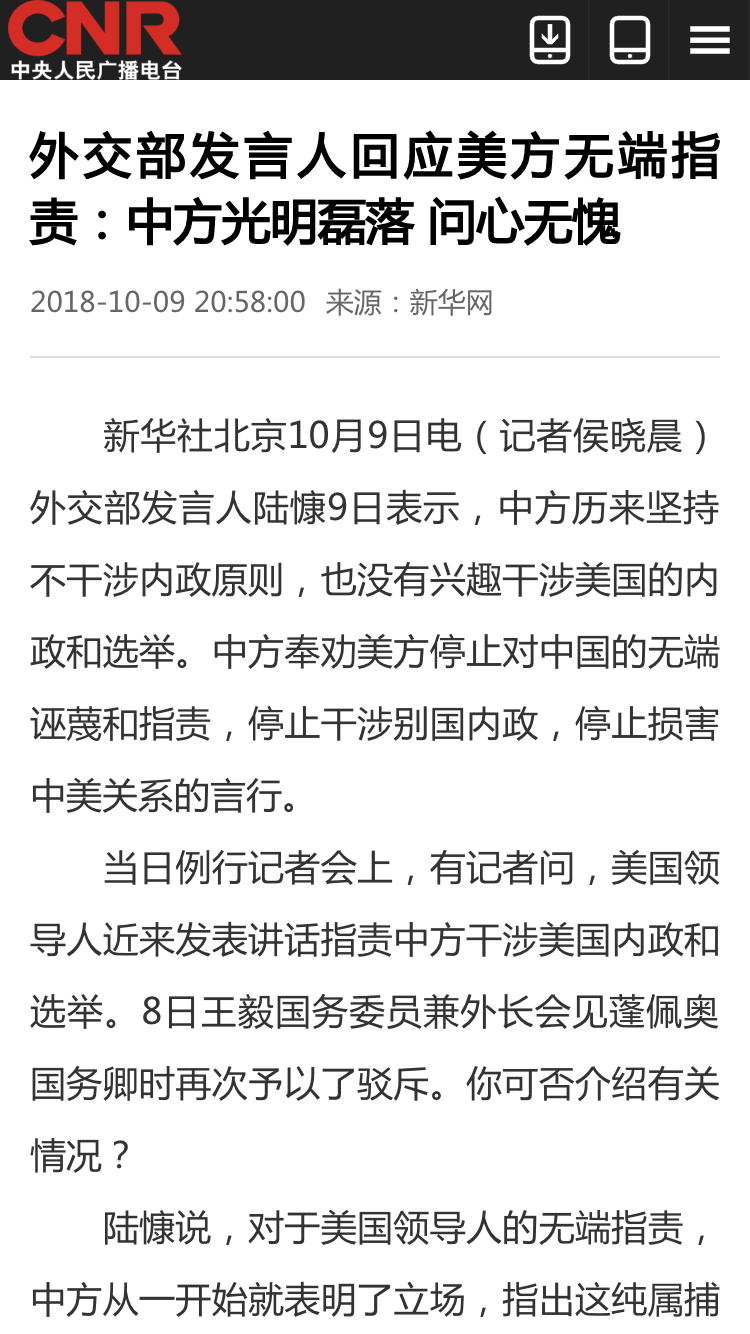 CNR
中央人民广播电台
外交部发言人回应美方无端指
责：中方光明磊落 问心无愧
2018-10-09 20:58:00 来源：新华网
新华社北京10月9日电（记者侯晓晨）
外交部发言人陆慷9日表示，中方历来坚持
不干涉内政原则，也没有兴趣干涉美国的内
政和选举。中方奉劝美方停止对中国的无端
诬蔑和指责，停止干涉别国内政，停止损害
中美关系的言行。
当日例行记者会上，有记者问，美国领
导人近来发表讲话指责中方干涉美国内政和
选举。8日王毅国务委员兼外长会见蓬佩奥
国务卿时再次予以了驳斥。你可否介绍有关
情况？
陆慷说，对于美国领导人的无端指责，
中方从一开始就表明了立场，指出这纯属捕